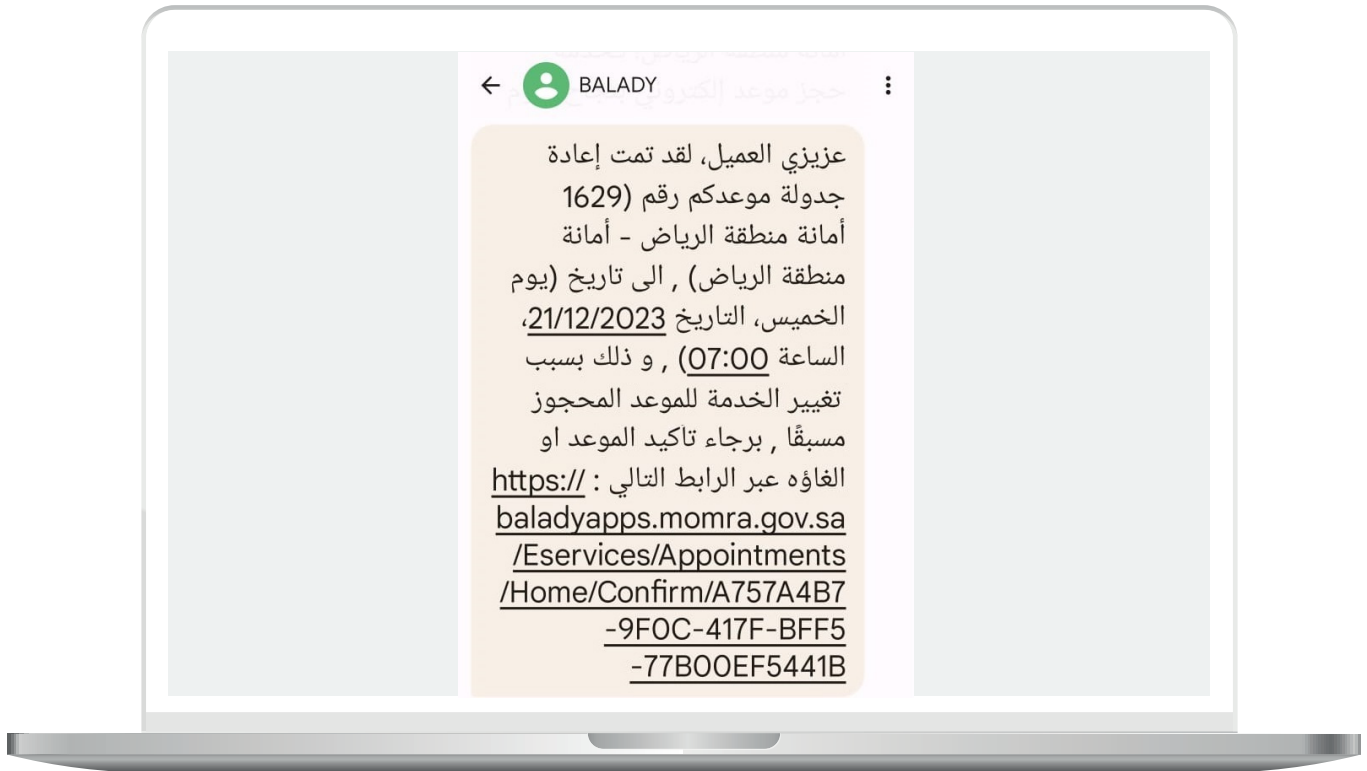 BALADY
عزيزي العميل، لقد تمت إعادة
جدولة موعدكم رقم (1629
أمانة منطقة الرياض - أمانة
منطقة الرياض) , الى تاريخ (يوم
الخميس، التاريخ 21/12/2023،
الساعة 07:00) , و ذلك بسبب
تغيير الخدمة للموعد المحجوز
مسبقًا , برجاء تأكيد الموعد او
الغاؤه عبر الرابط التالي : https://
baladyapps.momra.gov.sa
/Eservices/Appointments
/Home/Confirm/A757A4B7
-9F0C-417F-BFF5
-77B00EF5441B